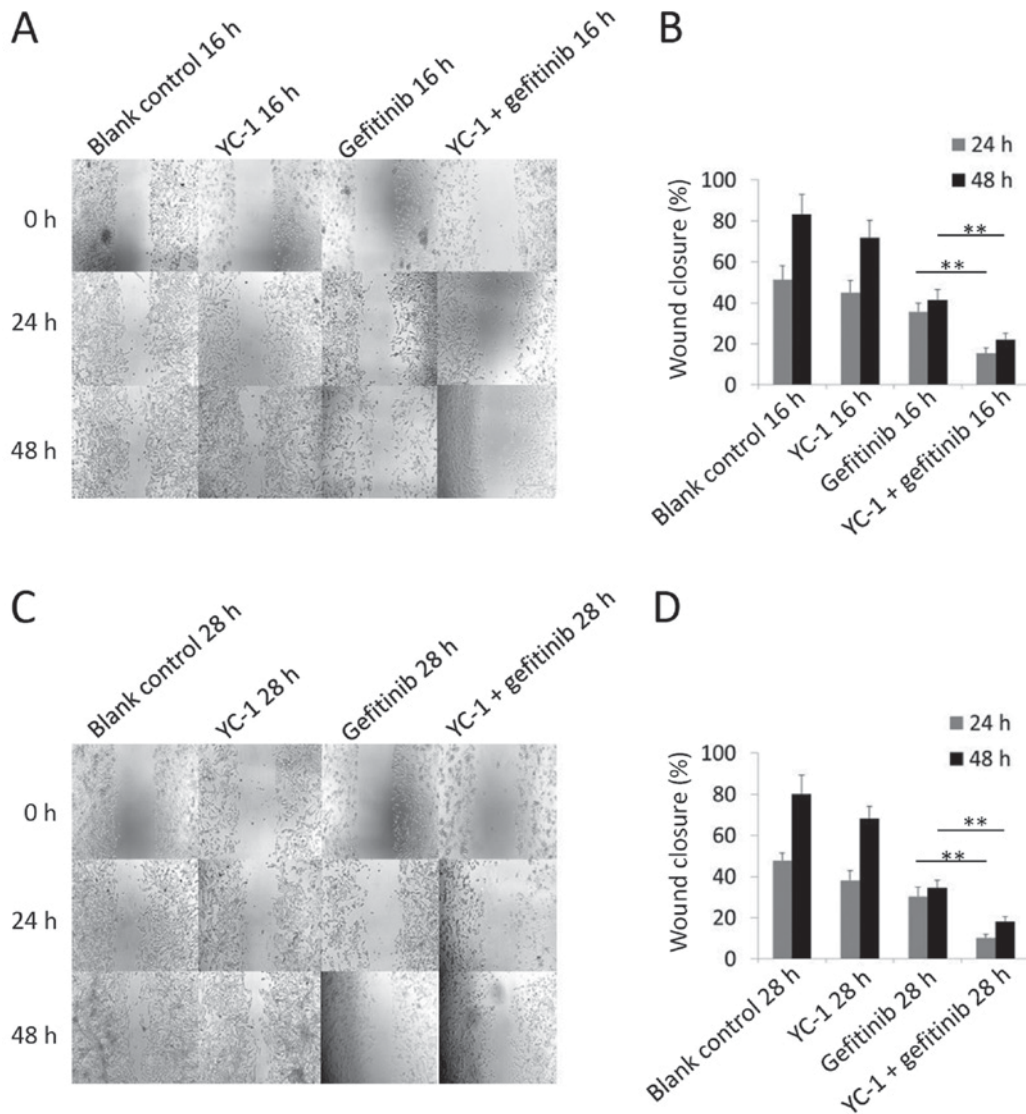 A
Blank control 16 h
YC-1 16 h
Gefitinib 16 h
YC-1 + gefitinib 16 h
0 h
24 h
48 h
B
24 h
48 h
Wound closure (%)
100
80
60
40
20
0
**
**
Blank control 16 h
YC-1 16 h
Gefitinib 16 h
YC-1 + gefitinib 16 h
C
Blank control 28 h
YC-1 28 h
Gefitinib 28 h
YC-1 + gefitinib 28 h
0 h
24 h
48 h
D
24 h
48 h
Wound closure (%)
100
80
60
40
20
0
**
**
Blank control 28 h
YC-1 28 h
Gefitinib 28 h
YC-1 + gefitinib 28 h